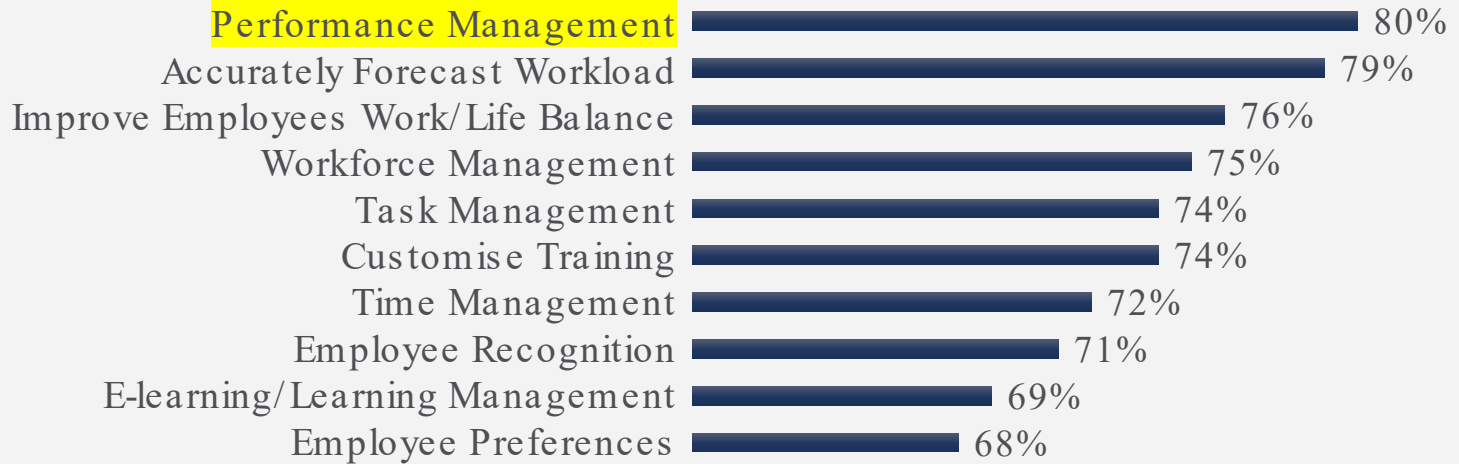 Performance Management 80%
Accurately Forecast Workload 79%
Improve Employees Work/Life Balance 76%
Workforce Management 75%
Task Management 74%
Customise Training 74%
Time Management 72%
Employee Recognition 71%
E-learning/Learning Management 69%
Employee Preferences 68%